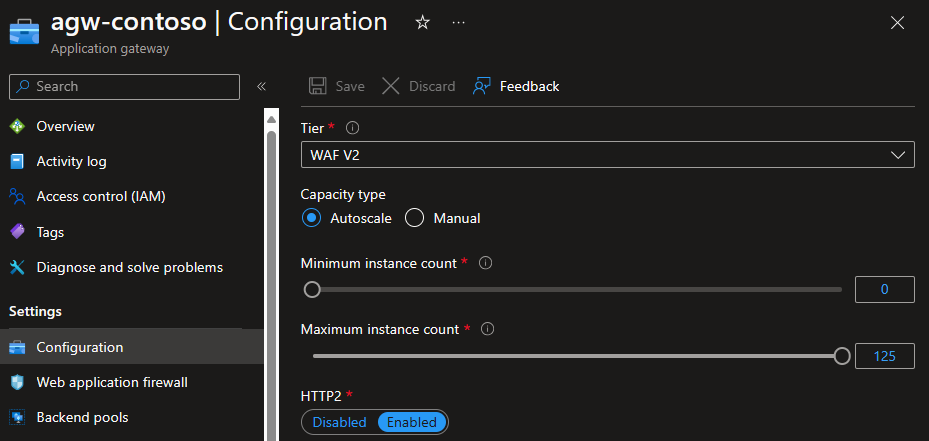 agw-contoso | Configuration
Application gateway
Search
Overview
Activity log
Access control (IAM)
Tags
Diagnose and solve problems
Settings
Configuration
Web application firewall
Backend pools
Save Discard Feedback
Tier *
WAF V2
Capacity type
Autoscale Manual
Minimum instance count *
0
Maximum instance count *
125
HTTP2 *
Disabled Enabled